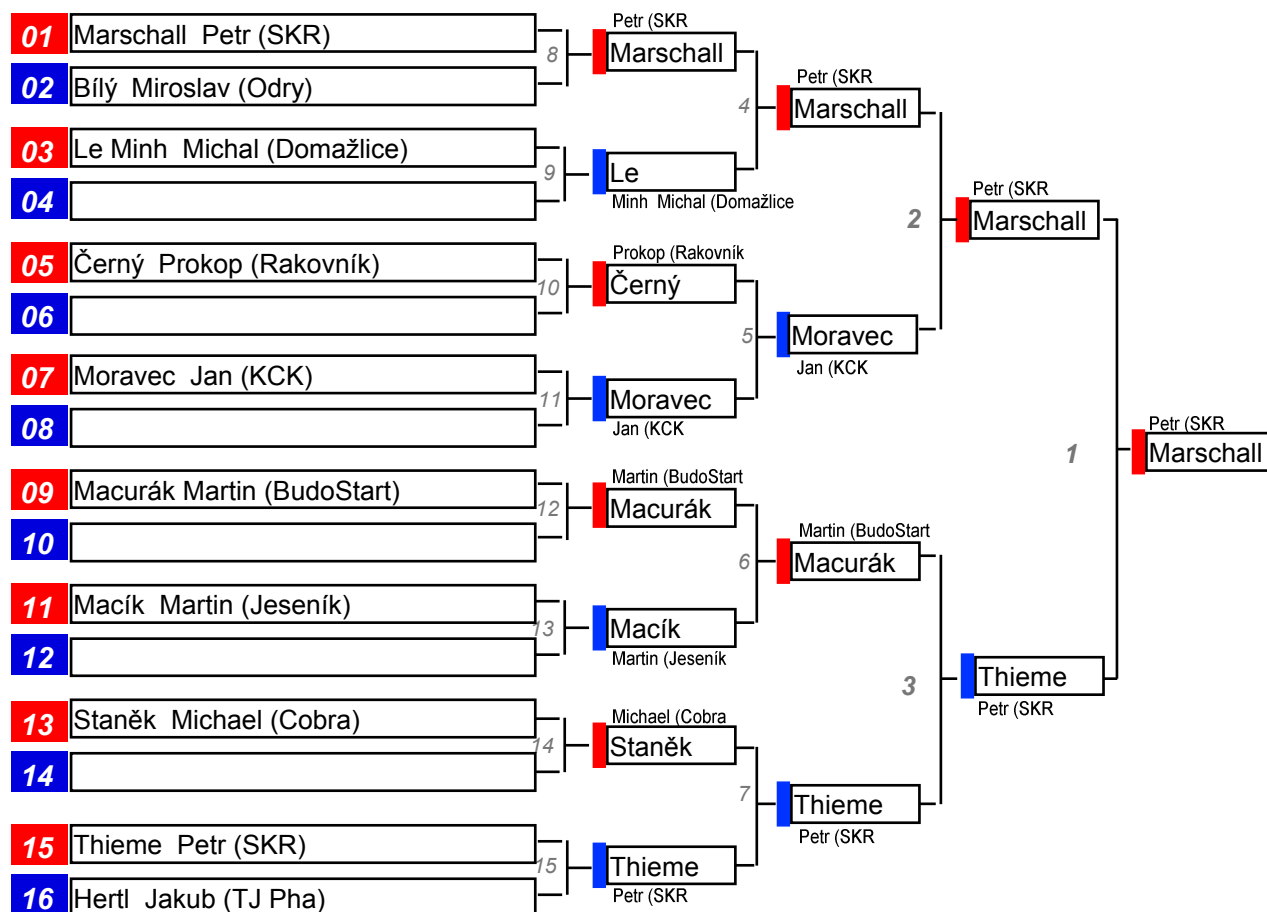 01 Marschall Petr (SKR)
02 Bílý Miroslav (Odry)
03 Le Minh Michal (Domažlice)
04
05 Černý Prokop (Rakovník)
06
07 Moravec Jan (KCK)
08
09 Macurák Martin (BudoStart)
10
11 Macík Martin (Jeseník)
12
13 Staněk Michael (Cobra)
14
15 Thieme Petr (SKR)
16 Hertl Jakub (TJ Pha)
8
9
10
11
12
13
14
15
Petr (SKR
Marschall
Le
Minh Michal (Domažlice
Prokop (Rakovník
Černý
Moravec
Jan (KCK
Martin (BudoStart
Macurák
Macík
Martin (Jeseník
Michael (Cobra
Staněk
Thieme
Petr (SKR
4
5
6
7
Petr (SKR
Marschall
Moravec
Jan (KCK
Martin (BudoStart
Macurák
Thieme
Petr (SKR
2
3
Petr (SKR
Marschall
Thieme
Petr (SKR
1
Petr (SKR
Marschall